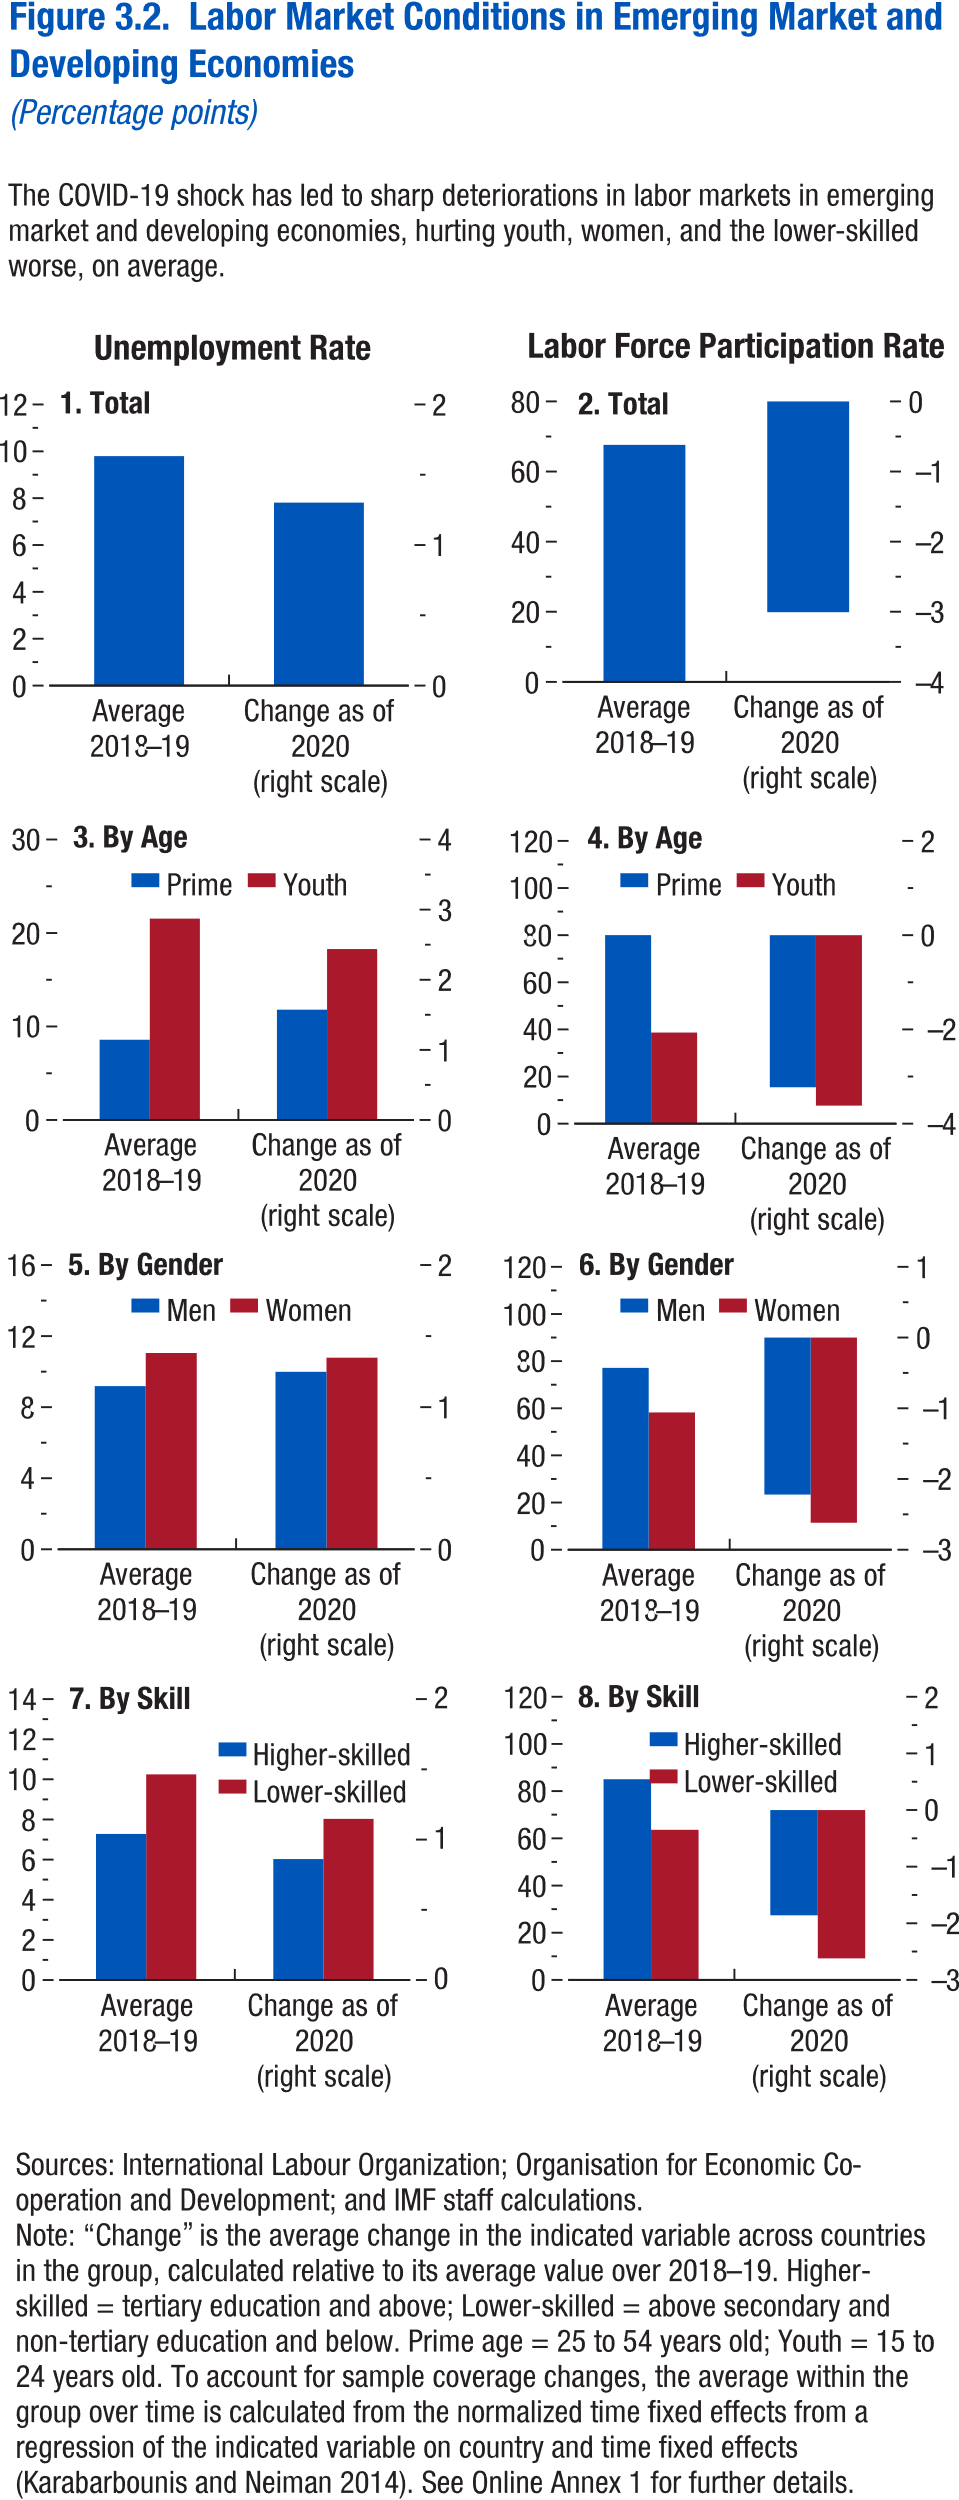 Figure 3.2. Labor Market Conditions in Emerging Market and
Developing Economies
(Percentage points)
The COVID-19 shock has led to sharp deteriorations in labor markets in emerging
market and developing economies, hurting youth, women, and the lower-skilled
worse, on average.
Unemployment Rate
1. Total
12
10
8
6
4
2
0
2
1
0
Average
2018–19
Change as of
2020
(right scale)
Labor Force Participation Rate
2. Total
80
60
40
20
0
0
–1
–2
–3
–4
Average
2018–19
Change as of
2020
(right scale)
3. By Age
Prime
Youth
30
20
10
0
4
3
2
1
0
Average
2018–19
Change as of
2020
(right scale)
4. By Age
Prime
Youth
120
100
80
60
40
20
0
2
0
–2
–4
Average
2018–19
Change as of
2020
(right scale)
5. By Gender
Men
Women
16
12
8
4
0
2
1
0
Average
2018–19
Change as of
2020
(right scale)
6. By Gender
Men
Women
120
100
80
60
40
20
0
1
0
–1
–2
–3
Average
2018–19
Change as of
2020
(right scale)
7. By Skill
Higher-skilled
Lower-skilled
14
12
10
8
6
4
2
0
2
1
0
Average
2018–19
Change as of
2020
(right scale)
8. By Skill
Higher-skilled
Lower-skilled
120
100
80
60
40
20
0
2
1
0
–1
–2
–3
Average
2018–19
Change as of
2020
(right scale)
Sources: International Labour Organization; Organisation for Economic Co-
operation and Development; and IMF staff calculations.
Note: “Change” is the average change in the indicated variable across countries
in the group, calculated relative to its average value over 2018–19. Higher-
skilled = tertiary education and above; Lower-skilled = above secondary and
non-tertiary education and below. Prime age = 25 to 54 years old; Youth = 15 to
24 years old. To account for sample coverage changes, the average within the
group over time is calculated from the normalized time fixed effects from a
regression of the indicated variable on country and time fixed effects
(Karabarbounis and Neiman 2014). See Online Annex 1 for further details.